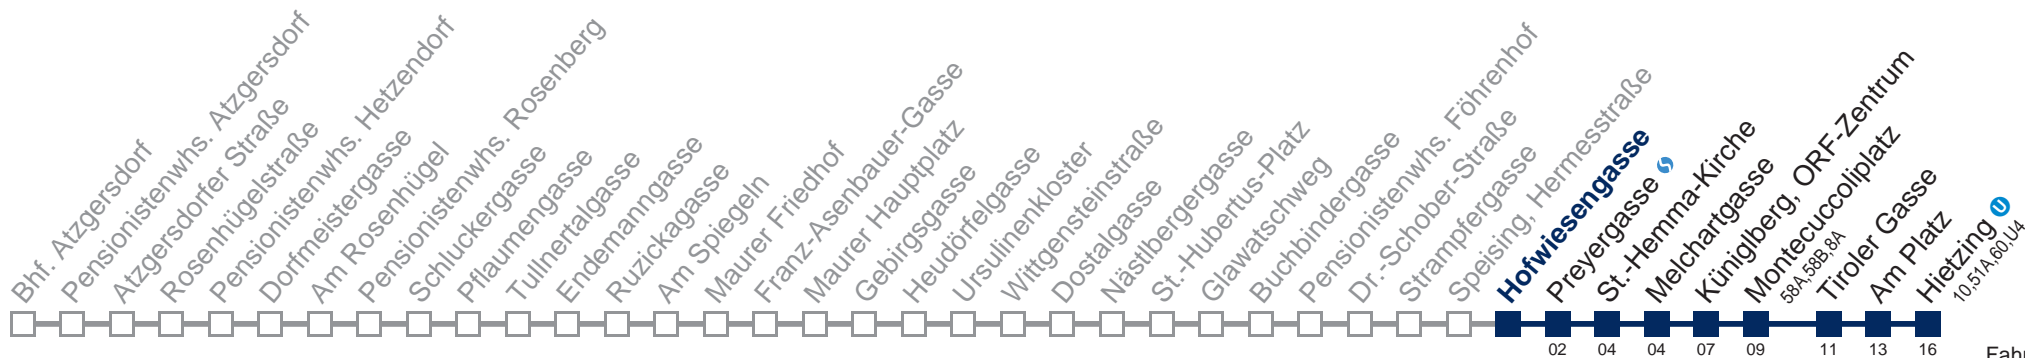 Bhf. Atzgersdorf
Pensionistenwhs. Atzgersdorf
Atzgersdorfer Straße
Rosenhügelstraße
Pensionistenwhs. Hetzendorf
Dorfmeistergasse
Am Rosenhügel
Pensionistenwhs. Rosenberg
Schluckergasse
Pflaumengasse
Tullnertalgasse
Endemanngasse
Ruzickagasse
Am Spiegeln
Maurer Friedhof
Franz-Asenbauer-Gasse
Maurer Hauptplatz
Gebirgsgasse
Heudörfelgasse
Ursulinenkloster
Wittgensteinstraße
Dostalgasse
Nästlbergergasse
St.-Hubertus-Platz
Glawatschweg
Buchbindergasse
Pensionistenwhs. Föhrenhof
Dr.-Schober-Straße
Strampfergasse
Speising, Hermesstraße
Hofwiesengasse
Preyergasse
St.-Hemma-Kirche
Melchartgasse
Küniglberg, ORF-Zentrum
Montecuccoliplatz
58A,58B,8A
Tiroler Gasse
Am Platz
Hietzing U
10,51A,60,U4
02 04 04 07 09 11 13 16
Fah